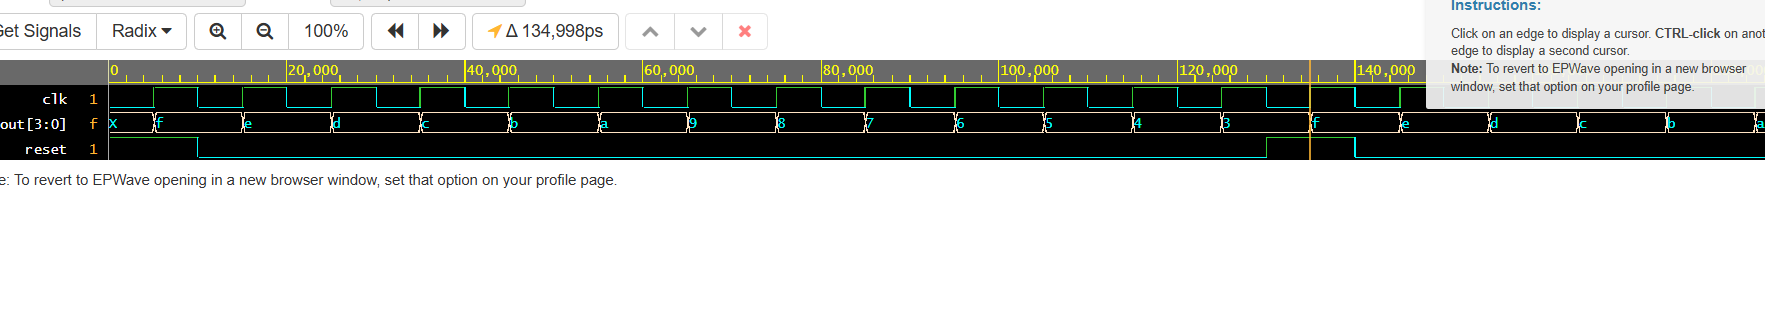 Get Signals Radix 100% Δ 134,998ps
Instructions:
Click on an edge to display a cursor. CTRL-click on
edge to display a second cursor.
Note: To revert to EPWave opening in a new browser
window, set that option on your profile page.
0 20,000 40,000 60,000 80,000 100,000 120,000 140,000
clk 1
out[3:0] f X f e d c b a 9 8 7 6 5 4 3 f e d c b a
reset 1
e: To revert to EPWave opening in a new browser window, set that option on your profile page.